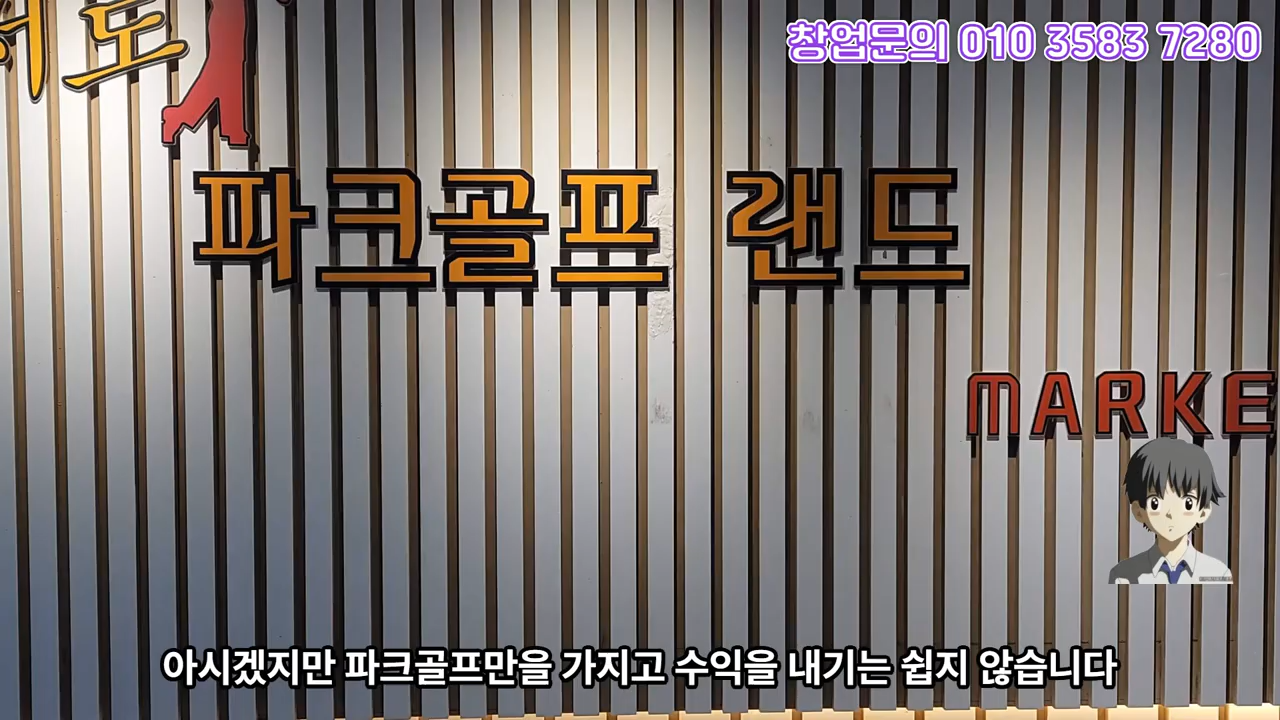 창업문의 010 3583 7280
도
파크골프 랜드
MARKE
아시겠지만 파크골프만을 가지고 수익을 내기는 쉽지 않습니다